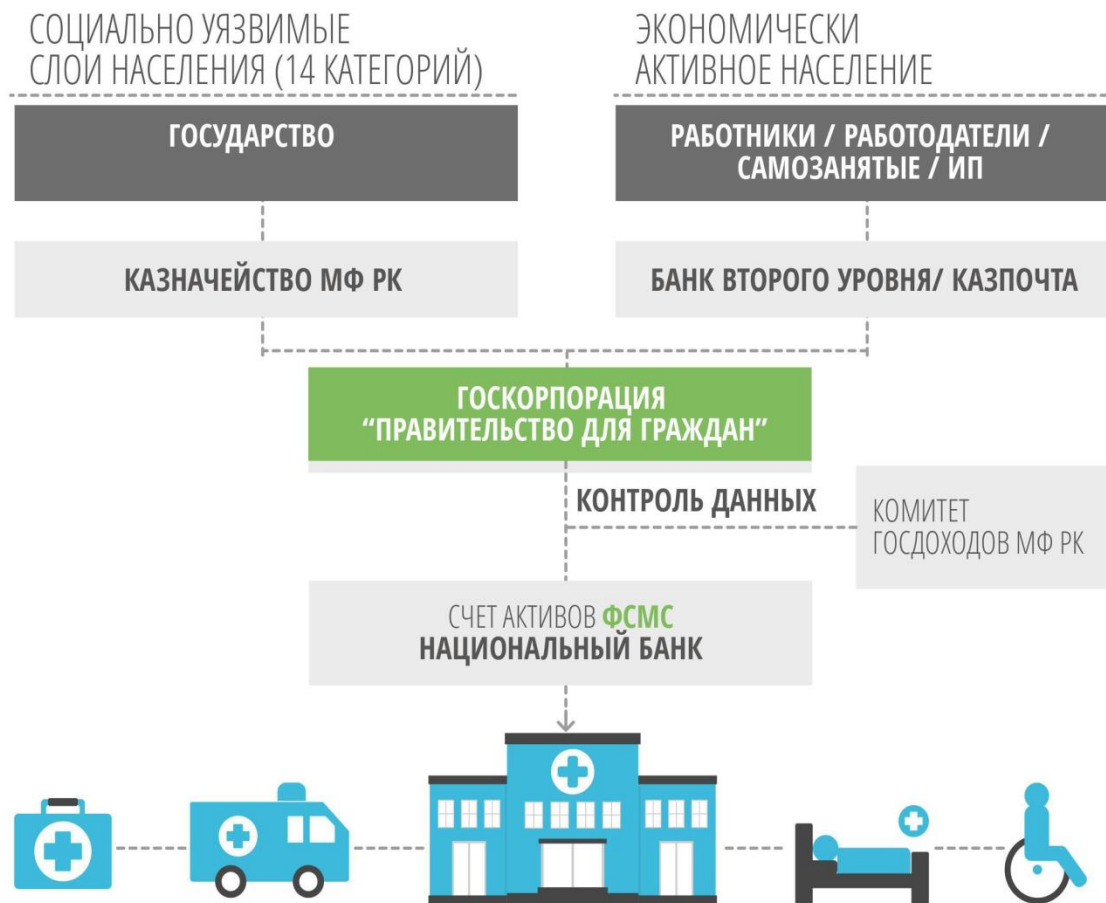 СОЦИАЛЬНО УЯЗВИМЫЕ
СЛОИ НАСЕЛЕНИЯ (14 КАТЕГОРИЙ)
ЭКОНОМИЧЕСКИ
АКТИВНОЕ НАСЕЛЕНИЕ
ГОСУДАРСТВО
РАБОТНИКИ / РАБОТОДАТЕЛИ /
САМОЗАНЯТЫЕ / ИП
КАЗНАЧЕЙСТВО МФ РК
БАНК ВТОРОГО УРОВНЯ/ КАЗПОЧТА
ГОСКОРПОРАЦИЯ
“ПРАВИТЕЛЬСТВО ДЛЯ ГРАЖДАН”
КОНТРОЛЬ ДАННЫХ
КОМИТЕТ
ГОСДОХОДОВ МФ РК
СЧЕТ АКТИВОВ ФСМС
НАЦИОНАЛЬНЫЙ БАНК